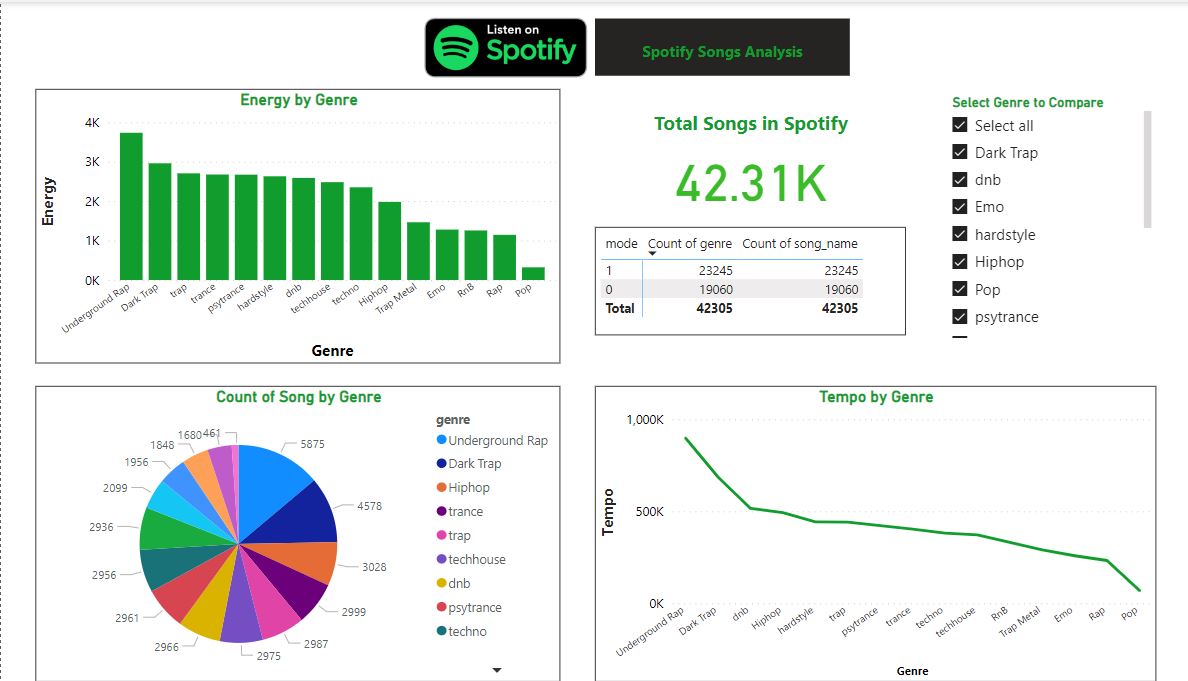 Listen on
Spotify
Spotify Songs Analysis
Energy by Genre
4K
3K
2K
1K
0K
Energy
Underground Rap
Dark Trap
trap
trance
psytrance
hardstyle
dnb
techhouse
techno
Hiphop
Trap Metal
Emo
RnB
Rap
Pop
Genre
Total Songs in Spotify
42.31K
mode Count of genre Count of song_name
1 23245 23245
0 19060 19060
Total 42305 42305
Select Genre to Compare
Select all
Dark Trap
dnb
Emo
hardstyle
Hiphop
Pop
psytrance
Count of Song by Genre
5875
4578
3028
2999
2987
2975
2966
2961
2956
2936
2099
1956
1848
1680
461
genre
Underground Rap
Dark Trap
Hiphop
trance
trap
techhouse
dnb
psytrance
techno
Tempo by Genre
1,000K
500K
0K
Tempo
Underground Rap
Dark Trap
dnb
Hiphop
hardstyle
trap
psytrance
trance
techno
techhouse
RnB
Trap Metal
Emo
Rap
Pop
Genre